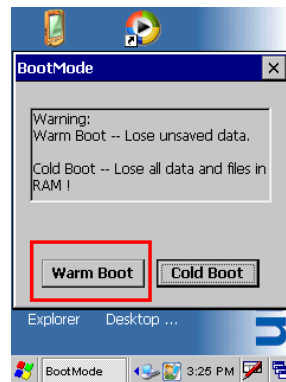 BootMode
Warning:
Warm Boot -- Lose unsaved data.
Cold Boot -- Lose all data and files in
RAM !
Warm Boot Cold Boot
Explorer Desktop ...
BootMode 3:25 PM